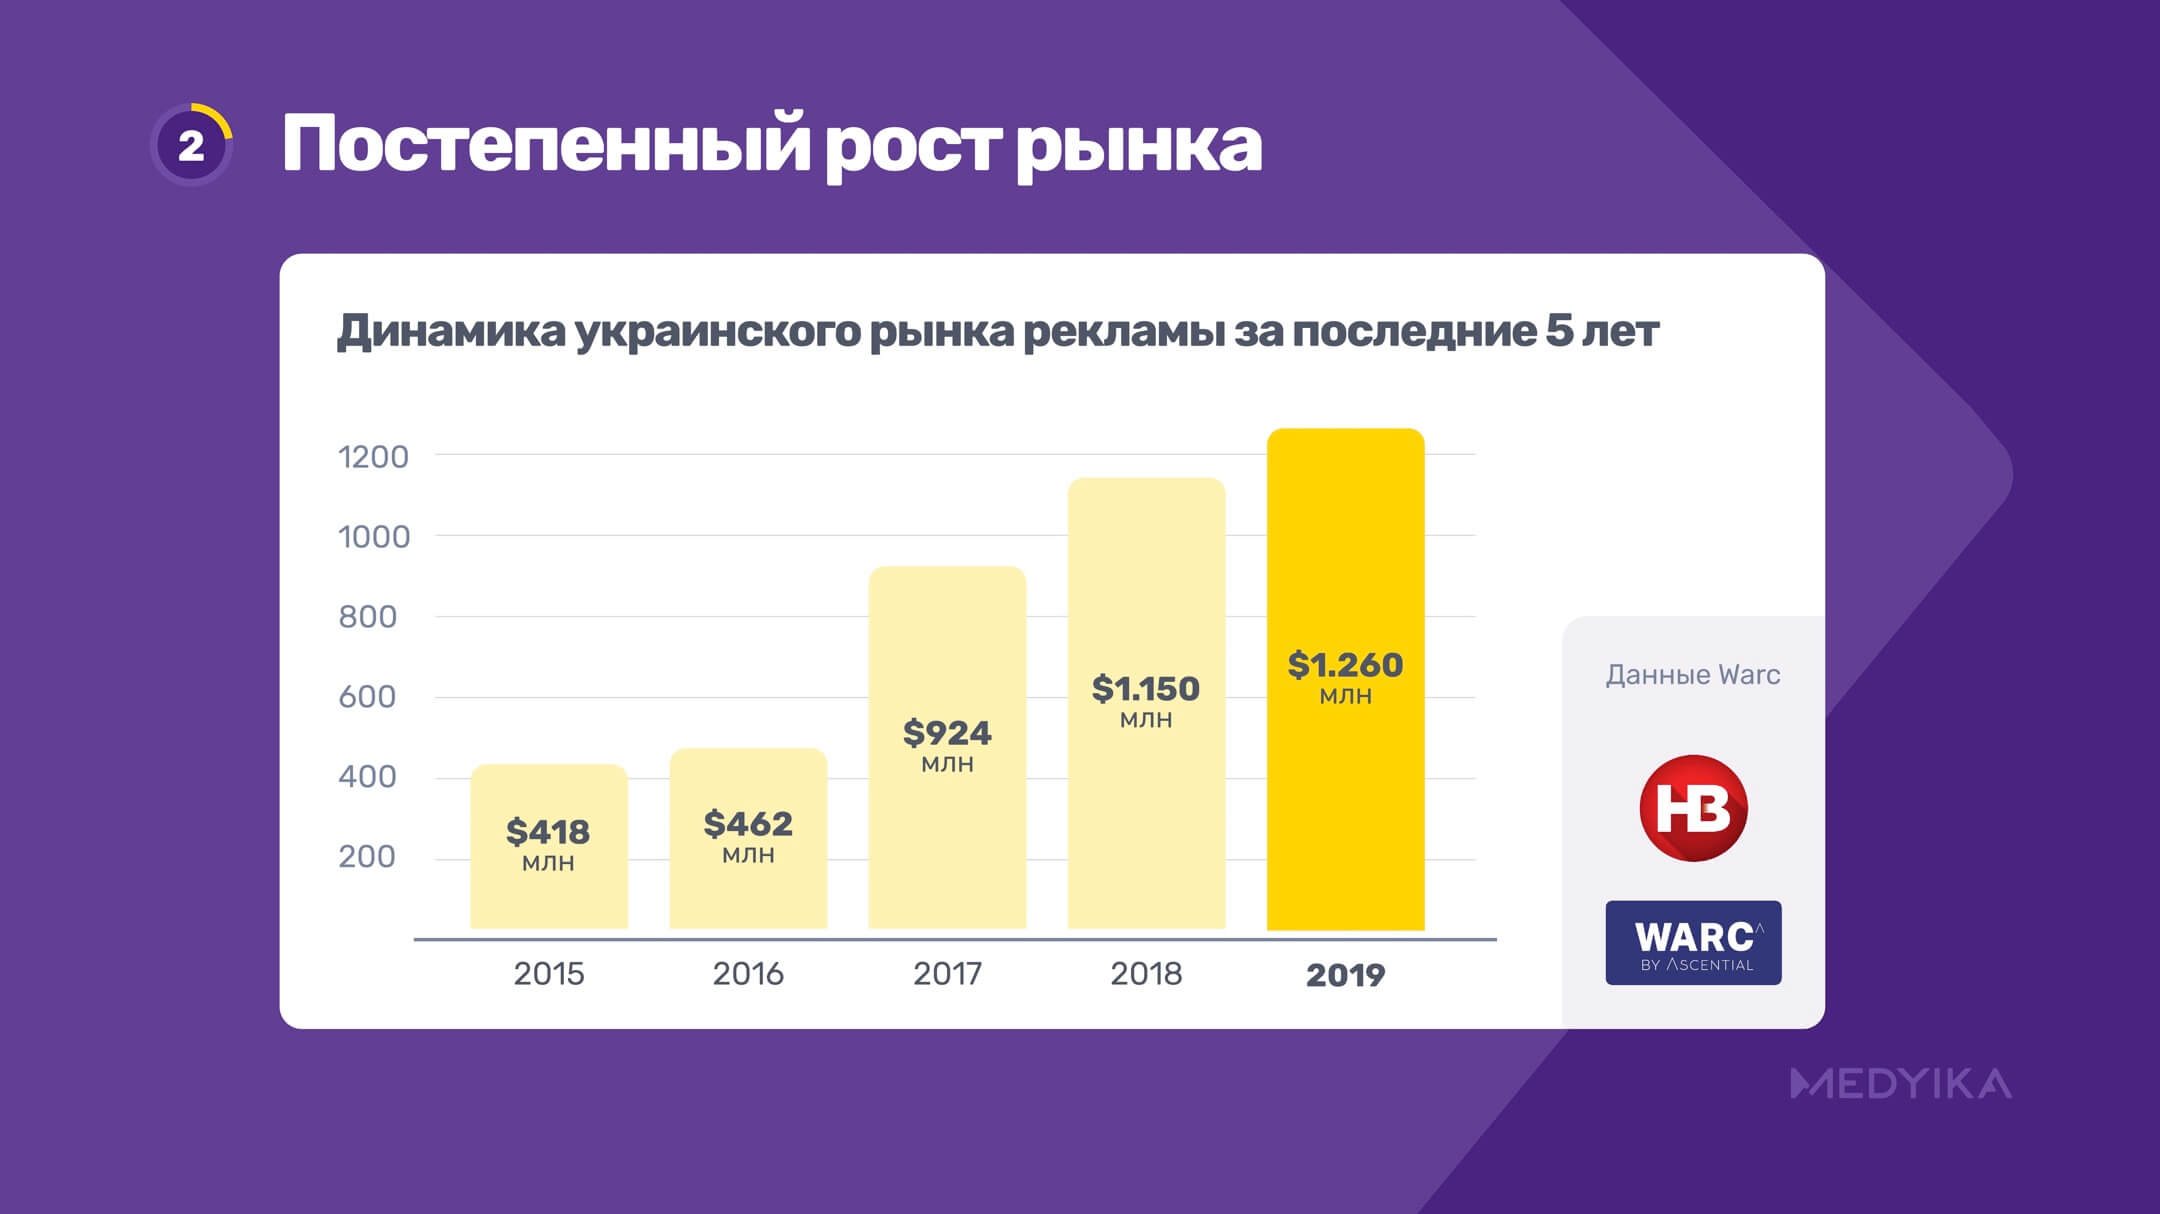 2
Постепенный рост рынка
Динамика украинского рынка рекламы за последние 5 лет
1200
1000
800
600
400
200
$418
млн
$462
млн
$924
млн
$1.150
млн
$1.260
млн
2015
2016
2017
2018
2019
Данные Warc
НВ
WARC
BY ASCENTIAL
MEDYIKA